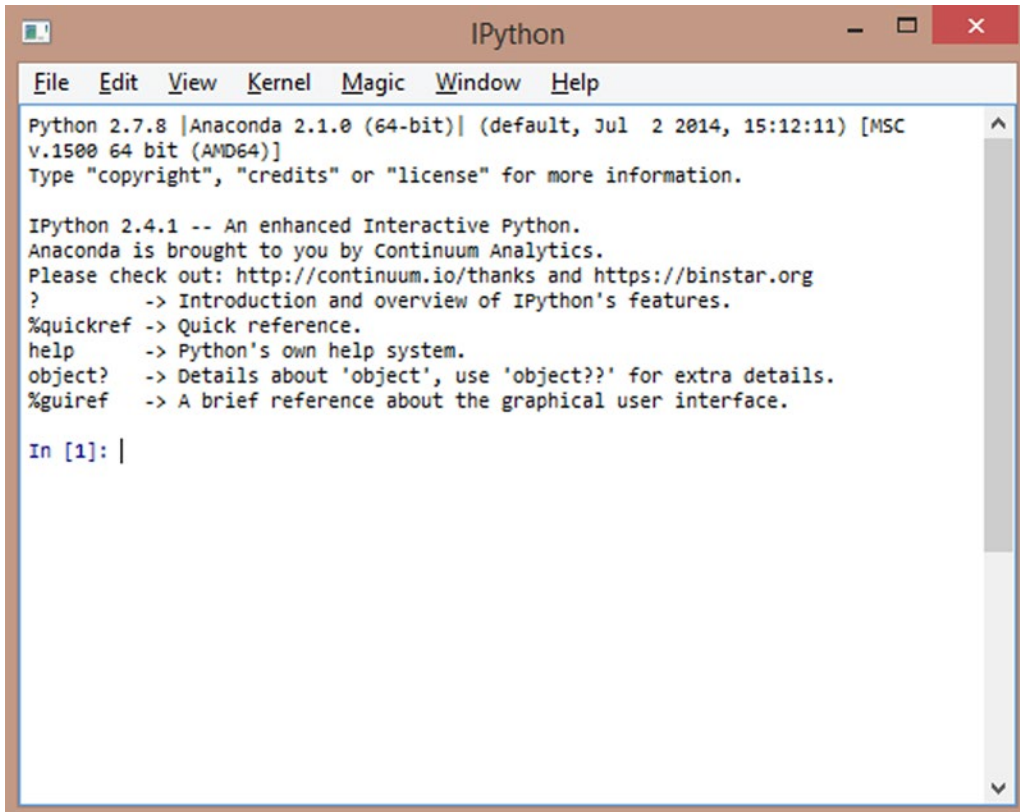 IPython
File Edit View Kernel Magic Window Help
Python 2.7.8 |Anaconda 2.1.0 (64-bit)| (default, Jul  2 2014, 15:12:11) [MSC
v.1500 64 bit (AMD64)]
Type "copyright", "credits" or "license" for more information.

IPython 2.4.1 -- An enhanced Interactive Python.
Anaconda is brought to you by Continuum Analytics.
Please check out: http://continuum.io/thanks and https://binstar.org
?         -> Introduction and overview of IPython's features.
%quickref -> Quick reference.
help      -> Python's own help system.
object?   -> Details about 'object', use 'object??' for extra details.
%guiref   -> A brief reference about the graphical user interface.

In [1]: